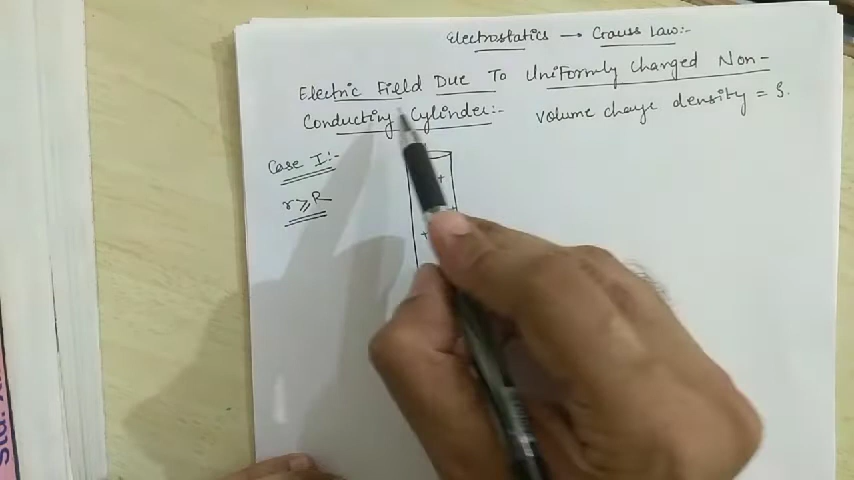 Electrostatics → Gauss Law:-
Electric Field Due To Uniformly Charged Non-
Conducting Cylinder:- volume charge density = ρ.
Case I:-
r ≥ R
+
+